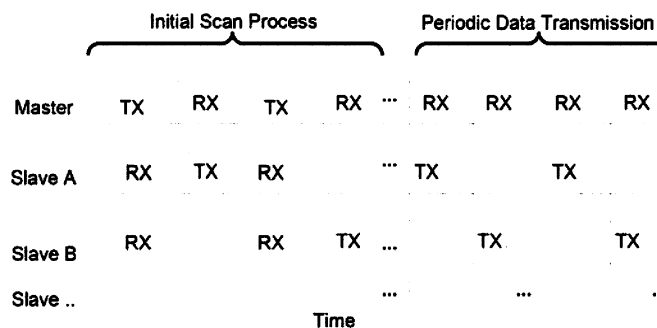 Initial Scan Process Periodic Data Transmission
Master TX RX TX RX ... RX RX RX RX
Slave A RX TX RX ... TX TX
Slave B RX RX TX ... TX TX
Slave .. ... ...
Time